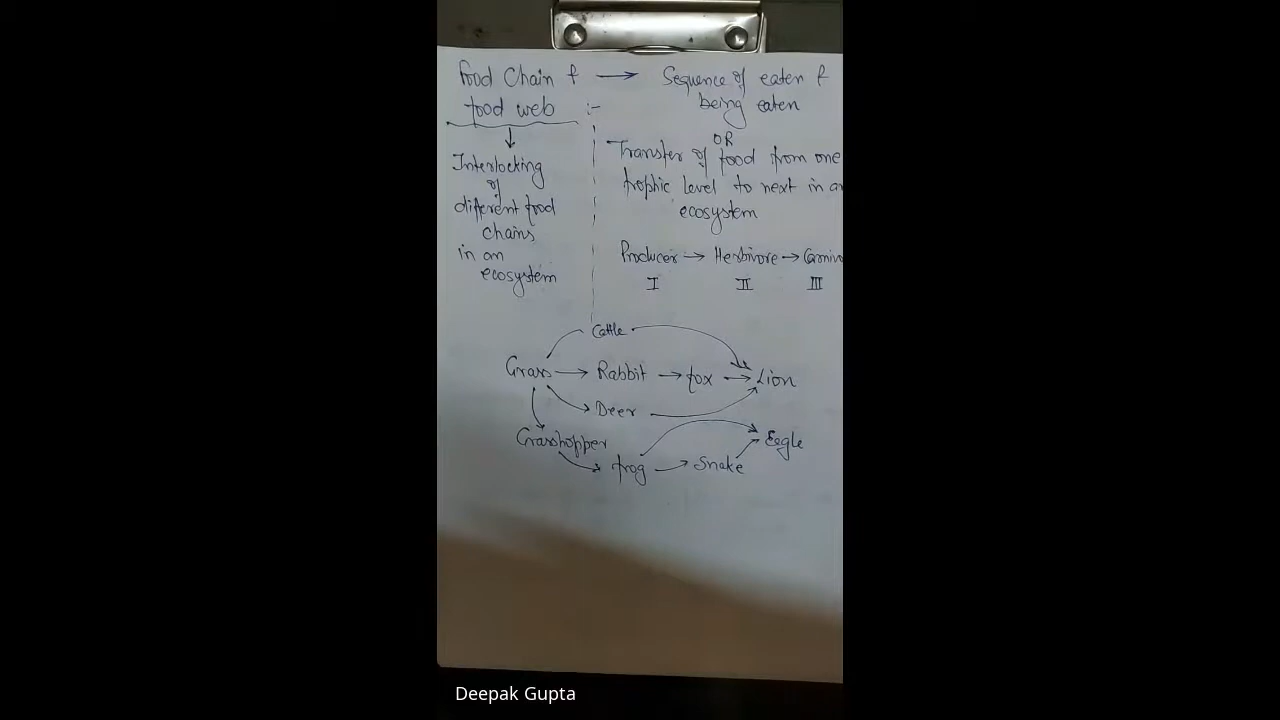 Food Chain & → Sequence of eaten &
food web :- being eaten
OR
Transfer of food from one
trophic level to next in an
ecosystem
Interlocking
of
different food
chains
in an
ecosystem
Producer → Herbivore → Carnivo
I II III
Cattle
Grass → Rabbit → fox → Lion
Deer
Grasshopper Eagle
frog → Snake
Deepak Gupta